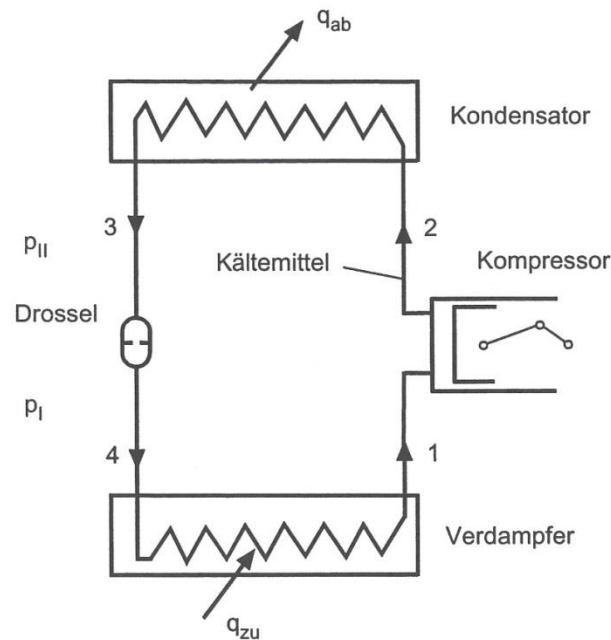 q_ab
Kondensator
3
2
p_II
Kältemittel
Kompressor
Drossel
p_I
4
1
Verdampfer
q_zu